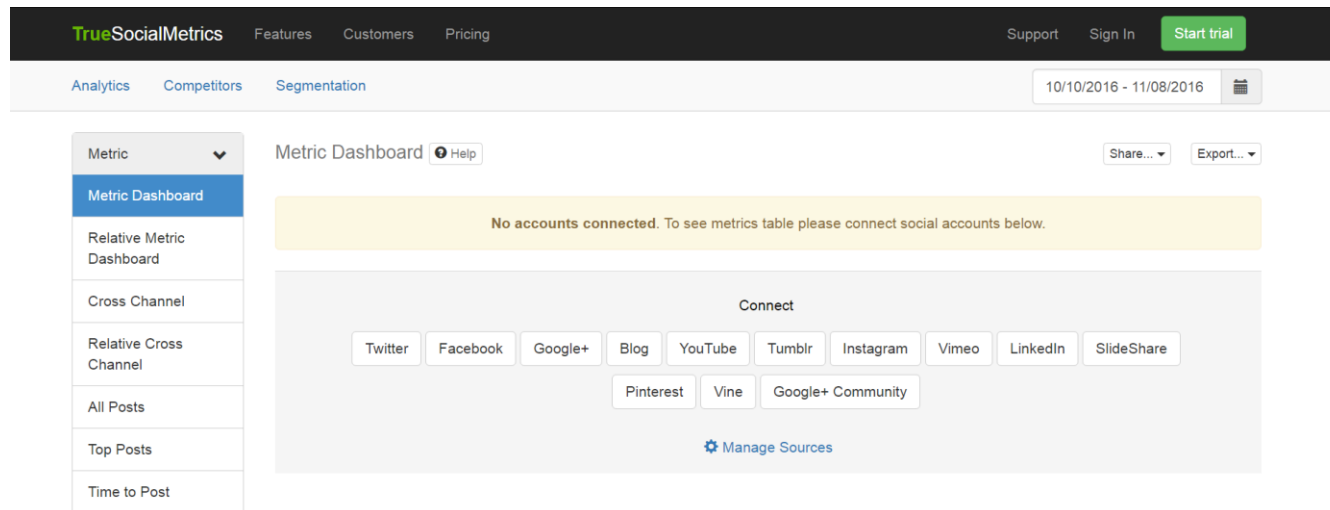 TrueSocialMetrics Features Customers Pricing Support Sign In Start trial
Analytics Competitors Segmentation 10/10/2016 - 11/08/2016
Metric
Metric Dashboard
Relative Metric
Dashboard
Cross Channel
Relative Cross
Channel
All Posts
Top Posts
Time to Post
Metric Dashboard Help Share... Export...
No accounts connected. To see metrics table please connect social accounts below.
Connect
Twitter Facebook Google+ Blog YouTube Tumblr Instagram Vimeo LinkedIn SlideShare
Pinterest Vine Google+ Community
Manage Sources